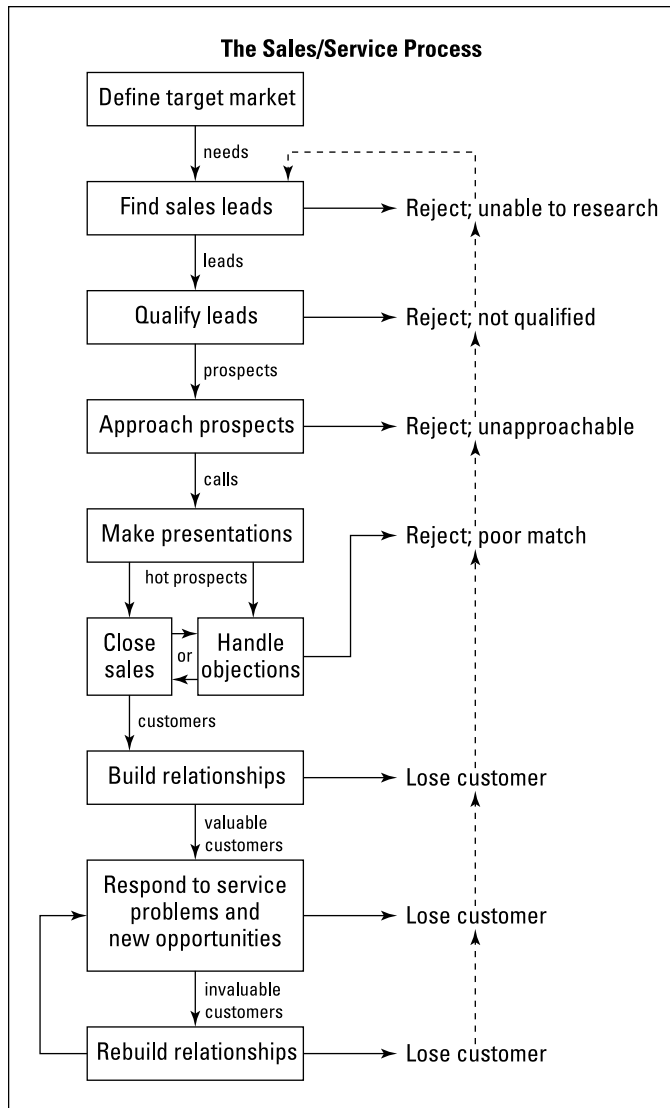 The Sales/Service Process
Define target market
needs
Find sales leads
Reject; unable to research
leads
Qualify leads
Reject; not qualified
prospects
Approach prospects
Reject; unapproachable
calls
Make presentations
Reject; poor match
hot prospects
Close
sales
or
Handle
objections
customers
Build relationships
Lose customer
valuable
customers
Respond to service
problems and
new opportunities
Lose customer
invaluable
customers
Rebuild relationships
Lose customer